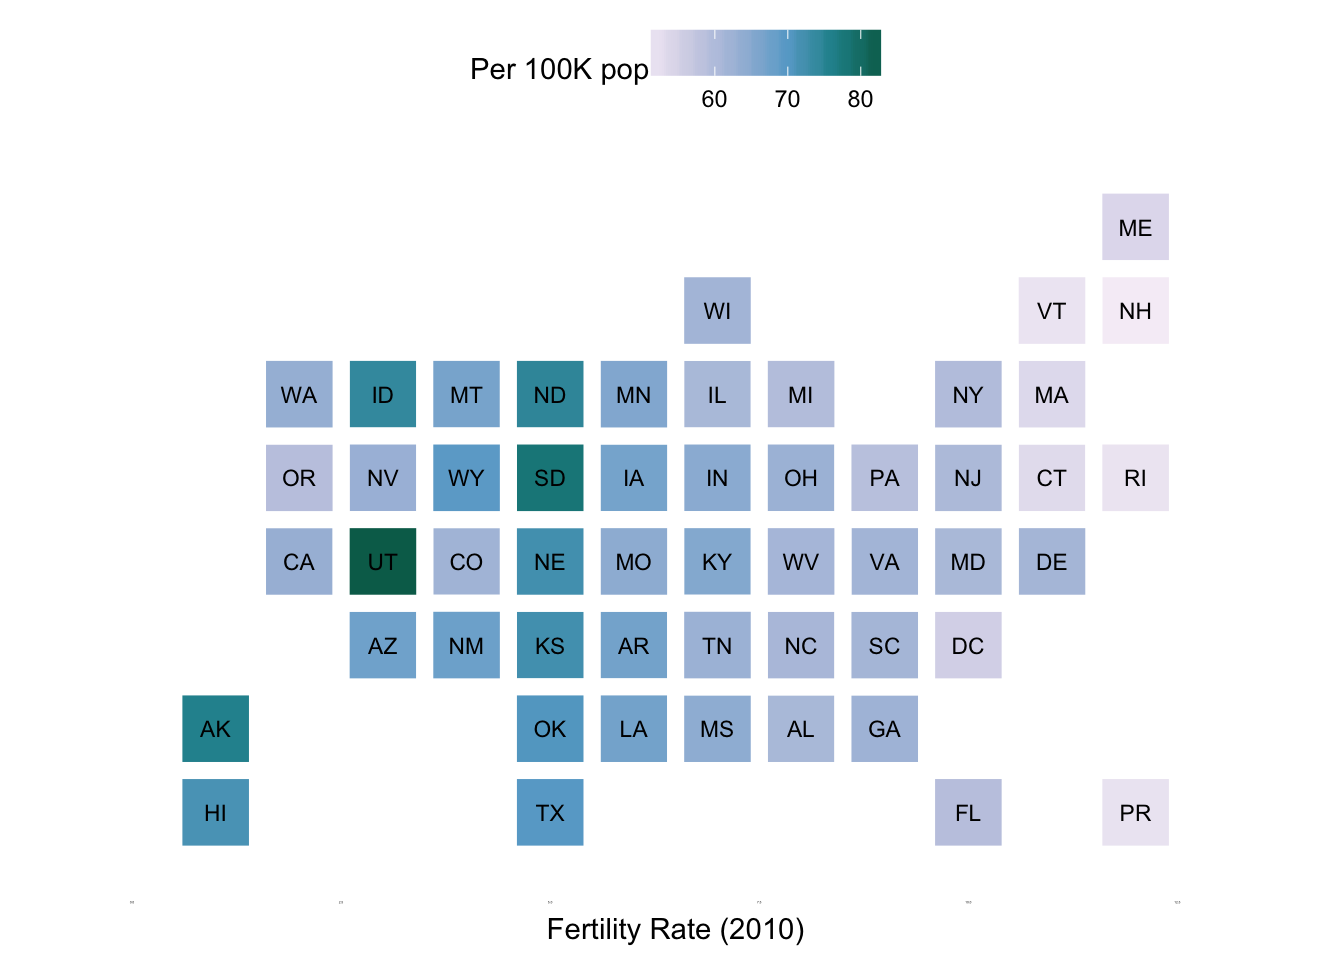 Per 100K pop
60 70 80
ME
WI VT NH
WA ID MT ND MN IL MI NY MA
OR NV WY SD IA IN OH PA NJ CT RI
CA UT CO NE MO KY WV VA MD DE
AZ NM KS AR TN NC SC DC
AK OK LA MS AL GA
HI TX FL PR
Fertility Rate (2010)